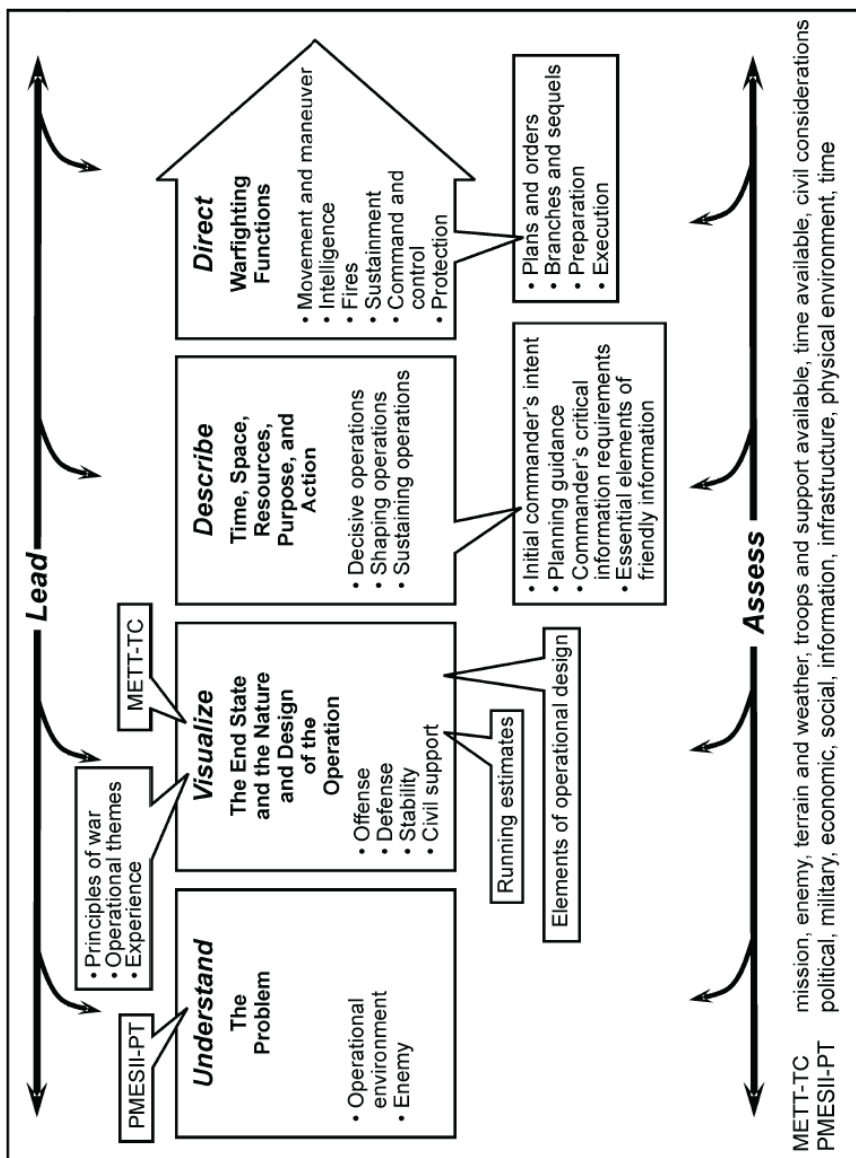 Lead
PMESII-PT
• Principles of war
• Operational themes
• Experience
METT-TC
Understand
The
Problem
• Operational
environment
• Enemy
Visualize
The End State
and the Nature
and Design
of the
Operation
• Offense
• Defense
• Stability
• Civil support
Running estimates
Elements of operational design
Describe
Time, Space,
Resources,
Purpose, and
Action
• Decisive operations
• Shaping operations
• Sustaining operations
• Initial commander's intent
• Planning guidance
• Commander's critical
information requirements
• Essential elements of
friendly information
Direct
Warfighting
Functions
• Movement and maneuver
• Intelligence
• Fires
• Sustainment
• Command and
control
• Protection
• Plans and orders
• Branches and sequels
• Preparation
• Execution
Assess
METT-TC mission, enemy, terrain and weather, troops and support available, time available, civil considerations
PMESII-PT political, military, economic, social, information, infrastructure, physical environment, time